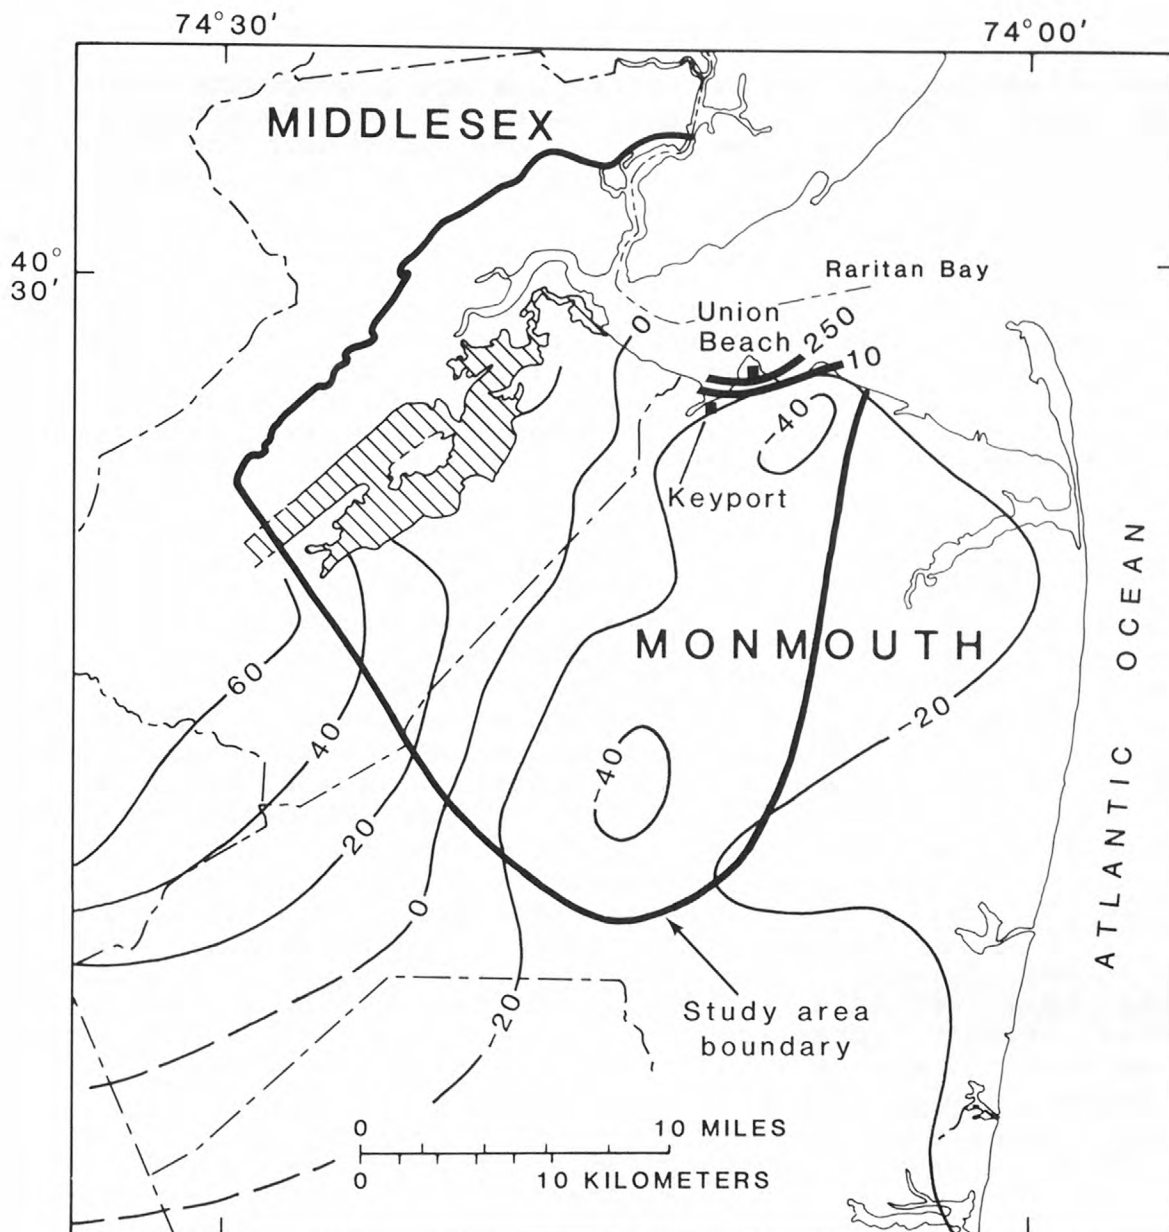 74°30'
74°00'
MIDDLESEX
40°
30'
Raritan Bay
Union
Beach
0
250
10
-40
Keyport
MONMOUTH
ATLANTIC OCEAN
60
-20
40
-40
20
0
-20
Study area
boundary
0 10 MILES
0 10 KILOMETERS